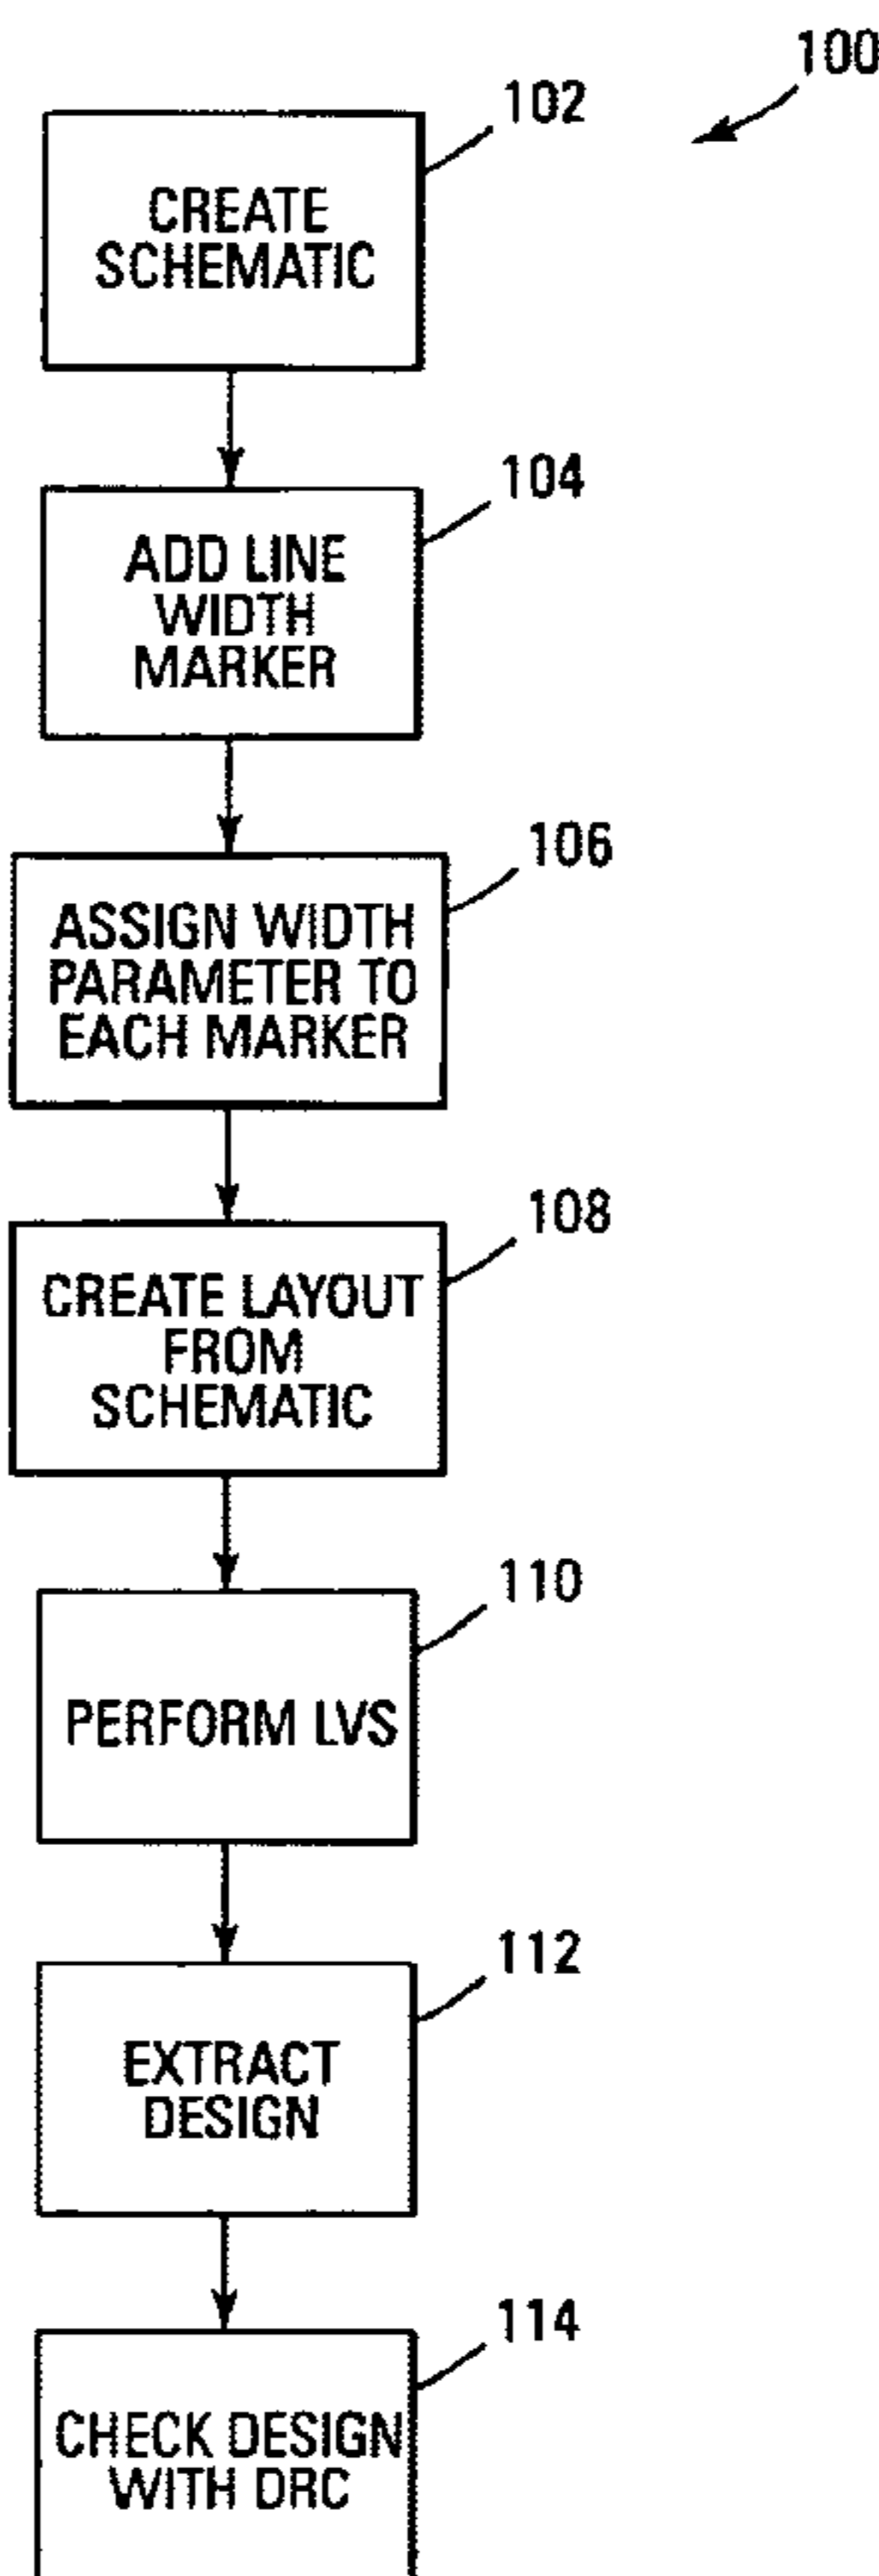 100
102
CREATE
SCHEMATIC
104
ADD LINE
WIDTH
MARKER
106
ASSIGN WIDTH
PARAMETER TO
EACH MARKER
108
CREATE LAYOUT
FROM
SCHEMATIC
110
PERFORM LVS
112
EXTRACT
DESIGN
114
CHECK DESIGN
WITH DRC